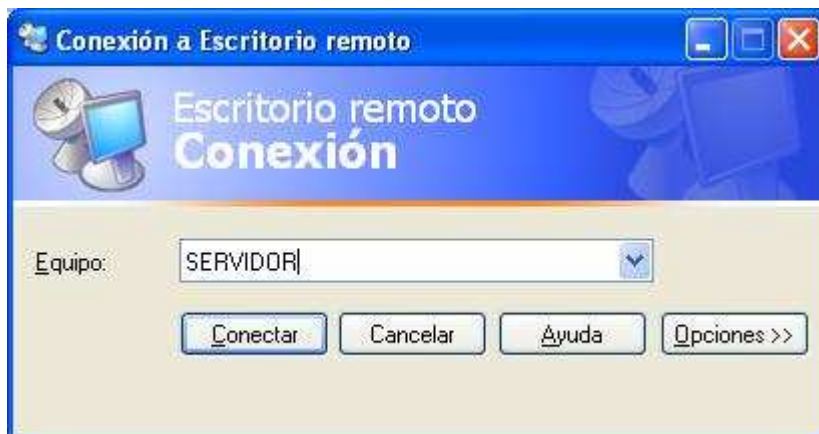 Conexión a Escritorio remoto
Escritorio remoto
Conexión
Equipo: SERVIDOR
Conectar Cancelar Ayuda Opciones >>